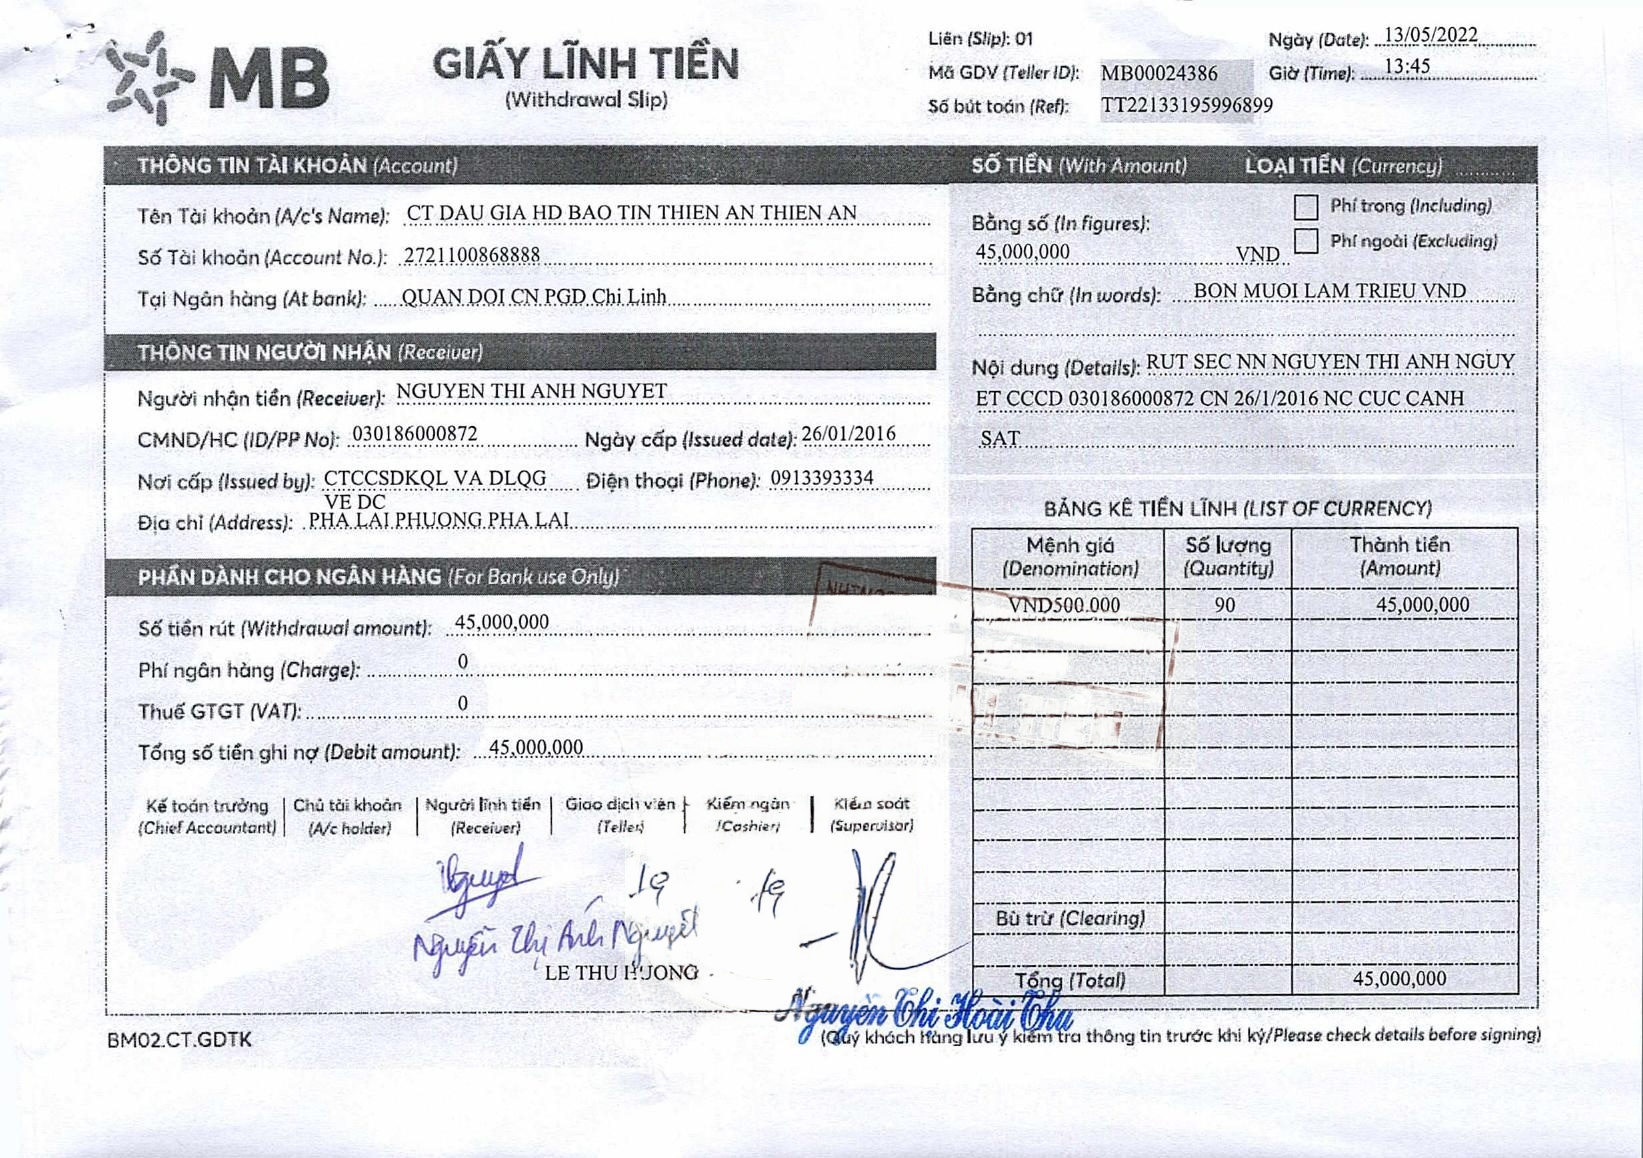 MB
GIẤY LĨNH TIỀN
(Withdrawal Slip)
Liên (Slip): 01
Mã GDV (Teller ID): MB00024386
Số bút toán (Ref): TT22133195996899
Ngày (Date): 13/05/2022
Giờ (Time): 13:45
THÔNG TIN TÀI KHOẢN (Account)
Tên Tài khoản (A/c's Name): CT DAU GIA HD BAO TIN THIEN AN THIEN AN
Số Tài khoản (Account No.): 2721100868888
Tại Ngân hàng (At bank): QUAN DOI CN PGD Chi Linh
SỐ TIỀN (With Amount) LOẠI TIỀN (Currency)
Bằng số (In figures):
45,000,000 VND
Phí trong (Including)
Phí ngoài (Excluding)
Bằng chữ (In words): BON MUOI LAM TRIEU VND
Nội dung (Details): RUT SEC NN NGUYEN THI ANH NGUY
ET CCCD 030186000872 CN 26/1/2016 NC CUC CANH
SAT
THÔNG TIN NGƯỜI NHẬN (Receiver)
Người nhận tiền (Receiver): NGUYEN THI ANH NGUYET
CMND/HC (ID/PP No): 030186000872 Ngày cấp (Issued date): 26/01/2016
Nơi cấp (Issued by): CTCCSDKQL VA DLQG Điện thoại (Phone): 0913393334
VE DC
Địa chỉ (Address): PHA LAI PHUONG PHA LAI
PHẦN DÀNH CHO NGÂN HÀNG (For Bank use Only)
Số tiền rút (Withdrawal amount): 45,000,000
Phí ngân hàng (Charge): 0
Thuế GTGT (VAT): 0
Tổng số tiền ghi nợ (Debit amount): 45,000,000
BẢNG KÊ TIỀN LĨNH (LIST OF CURRENCY)
Mệnh giá Số lượng Thành tiền
(Denomination) (Quantity) (Amount)
VND500.000 90 45,000,000
Bù trừ (Clearing)
Tổng (Total) 45,000,000
Kế toán trưởng Chủ tài khoản Người lĩnh tiền Giao dịch viên Kiểm ngân Kiểm soát
(Chief Accountant) (A/c holder) (Receiver) (Teller) (Cashier) (Supervisor)
Nguyễn Thị Ánh Nguyệt
LE THU HUONG
Nguyễn Thị Hoài Thu
BM02.CT.GDTK
(Quý khách hàng lưu ý kiểm tra thông tin trước khi ký/Please check details before signing)